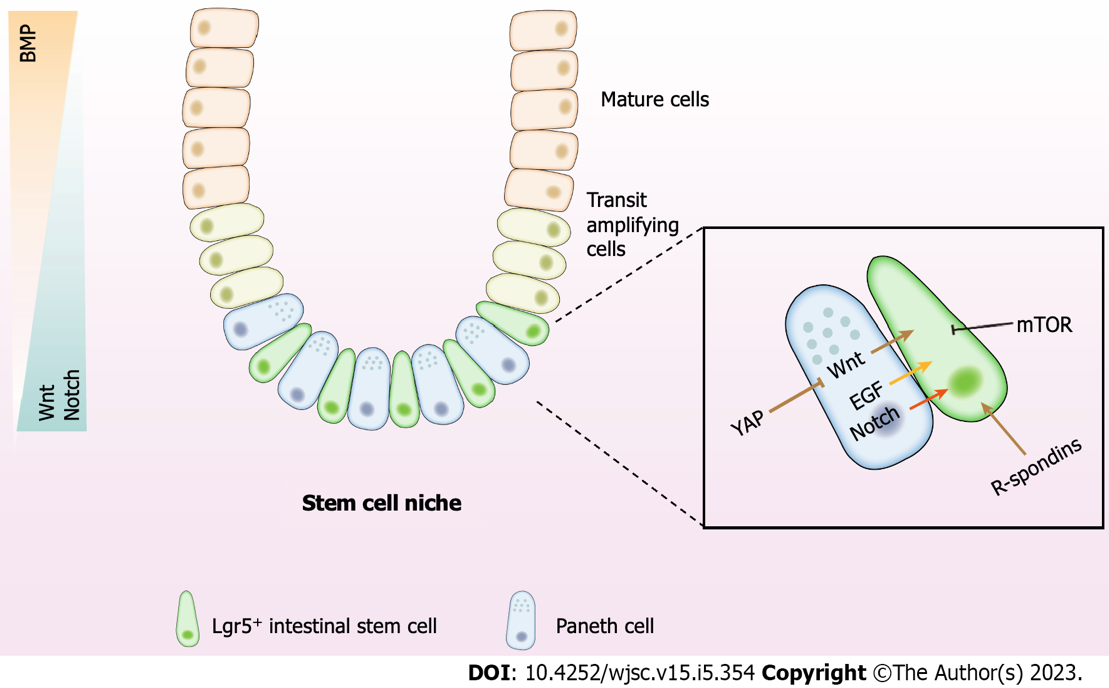 BMP
Wnt
Notch
Mature cells
Transit
amplifying
cells
Wnt
EGF
Notch
YAP
mTOR
R-spondins
Stem cell niche
Lgr5⁺ intestinal stem cell
Paneth cell
DOI: 10.4252/wjsc.v15.i5.354 Copyright ©The Author(s) 2023.